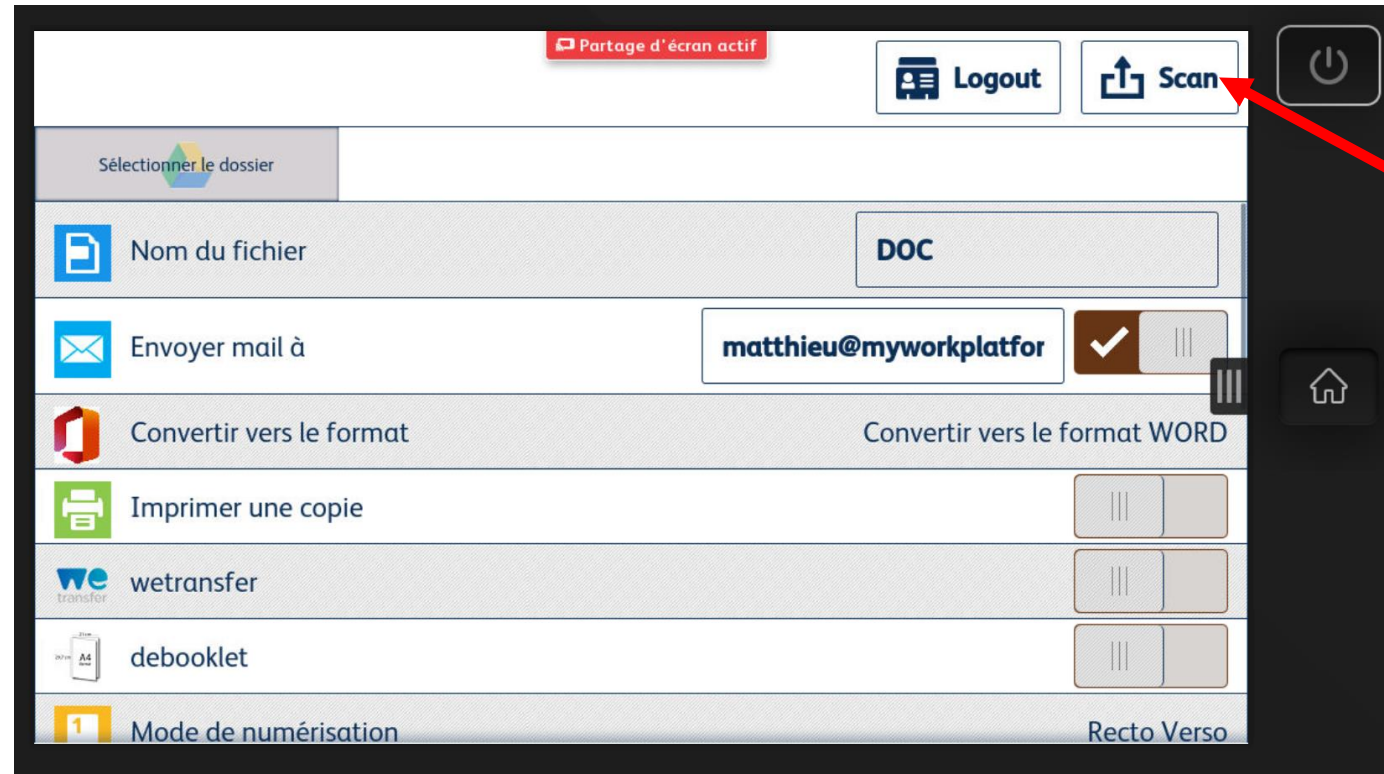 Partage d'écran actif
Logout
Scan
Sélectionner le dossier
Nom du fichier
DOC
Envoyer mail à
matthieu@myworkplatfor
Convertir vers le format
Convertir vers le format WORD
Imprimer une copie
we
transfer
wetransfer
A4
debooklet
1
Mode de numérisation
Recto Verso